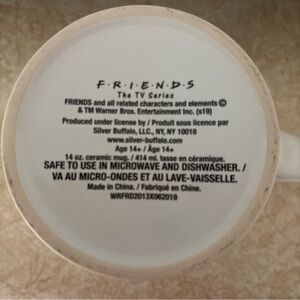 F·R·I·E·N·D·S
The TV Series
FRIENDS and all related characters and elements ©
& TM Warner Bros. Entertainment Inc. (s19)
Produced under license by / Produit sous licence par
Silver Buffalo, LLC, NY, NY 10018
www.silver-buffalo.com
Age 14+ / Âge 14+
14 oz. ceramic mug. / 414 ml. tasse en céramique.
SAFE TO USE IN MICROWAVE AND DISHWASHER. /
VA AU MICRO-ONDES ET AU LAVE-VAISSELLE.
Made in China. / Fabriqué en Chine.
WRFRD2013X062019